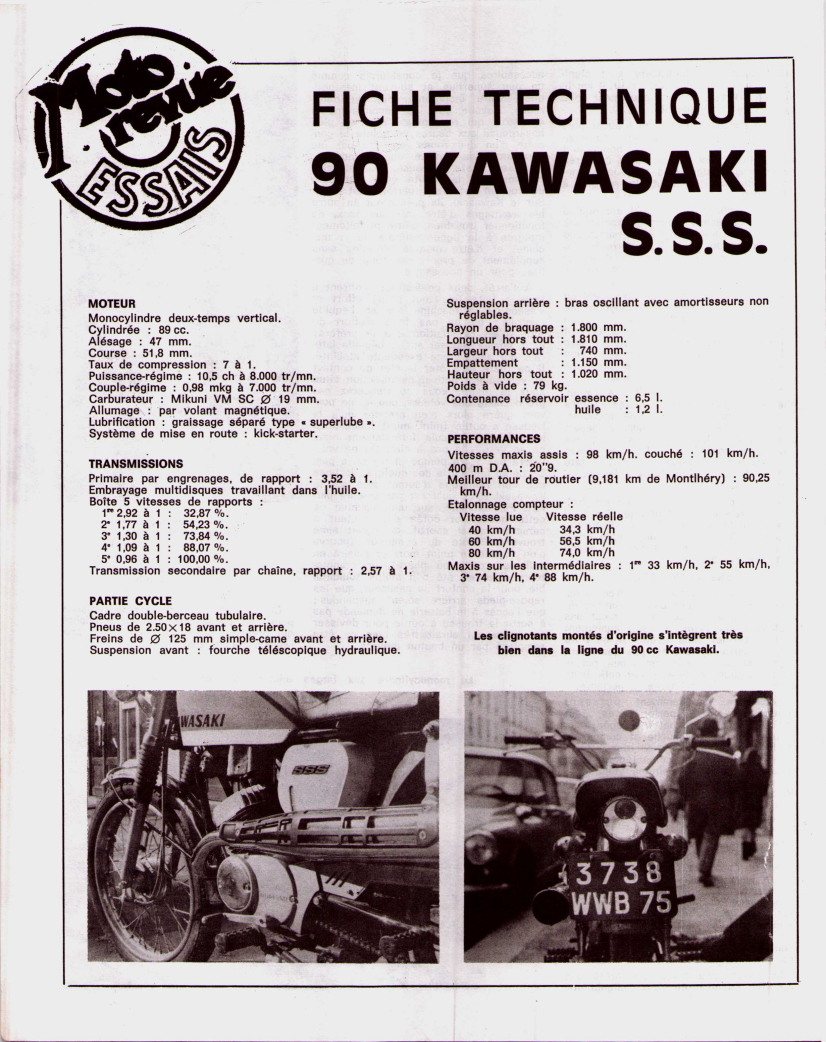 Moto
revue
ESSAIS
FICHE TECHNIQUE
90 KAWASAKI
S.S.S.
MOTEUR
Monocylindre deux-temps vertical.
Cylindrée : 89 cc.
Alésage : 47 mm.
Course : 51,8 mm.
Taux de compression : 7 à 1.
Puissance-régime : 10,5 ch à 8.000 tr/mn.
Couple-régime : 0,98 mkg à 7.000 tr/mn.
Carburateur : Mikuni VM SC Ø 19 mm.
Allumage : par volant magnétique.
Lubrification : graissage séparé type « superlube ».
Système de mise en route : kick-starter.
TRANSMISSIONS
Primaire par engrenages, de rapport : 3,52 à 1.
Embrayage multidisques travaillant dans l'huile.
Boîte 5 vitesses de rapports :
1re 2,92 à 1 : 32,87 %.
2e 1,77 à 1 : 54,23 %.
3e 1,30 à 1 : 73,84 %.
4e 1,09 à 1 : 88,07 %.
5e 0,96 à 1 : 100,00 %.
Transmission secondaire par chaîne, rapport : 2,57 à 1.
PARTIE CYCLE
Cadre double-berceau tubulaire.
Pneus de 2.50×18 avant et arrière.
Freins de Ø 125 mm simple-came avant et arrière.
Suspension avant : fourche téléscopique hydraulique.
Suspension arrière : bras oscillant avec amortisseurs non
réglables.
Rayon de braquage : 1.800 mm.
Longueur hors tout : 1.810 mm.
Largeur hors tout : 740 mm.
Empattement : 1.150 mm.
Hauteur hors tout : 1.020 mm.
Poids à vide : 79 kg.
Contenance réservoir essence : 6,5 l.
huile : 1,2 l.
PERFORMANCES
Vitesses maxis assis : 98 km/h. couché : 101 km/h.
400 m D.A. : 20"9.
Meilleur tour de routier (9,181 km de Montlhéry) : 90,25
km/h.
Etalonnage compteur :
Vitesse lue Vitesse réelle
40 km/h 34,3 km/h
60 km/h 56,5 km/h
80 km/h 74,0 km/h
Maxis sur les intermédiaires : 1re 33 km/h, 2e 55 km/h,
3e 74 km/h, 4e 88 km/h.
Les clignotants montés d'origine s'intègrent très
bien dans la ligne du 90 cc Kawasaki.
WASAKI
SSS
3738
WWB 75